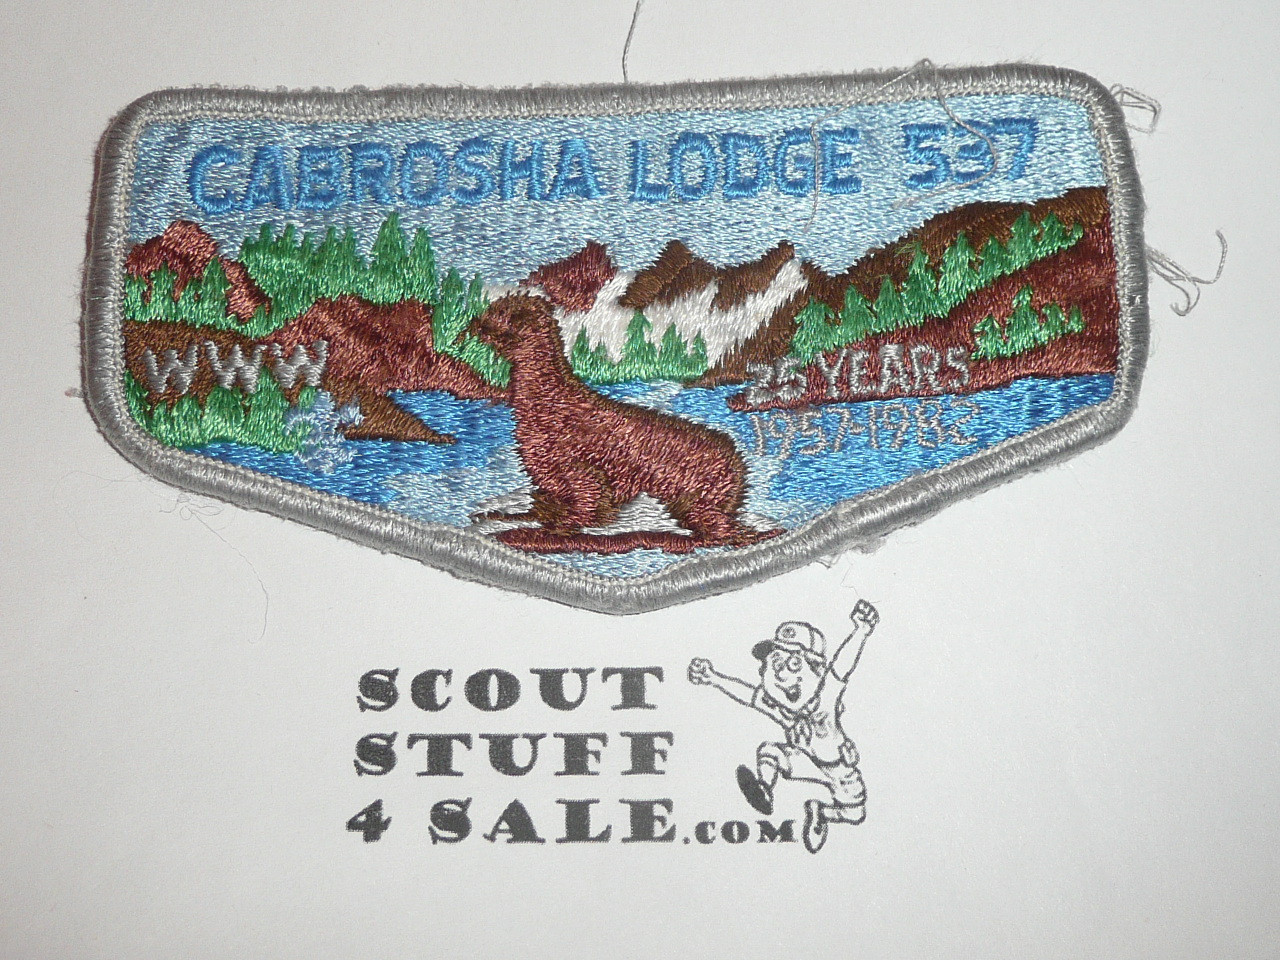 CABROSHA LODGE 537
WWW
25 YEARS
1957-1982
SCOUT
STUFF
4 SALE.COM